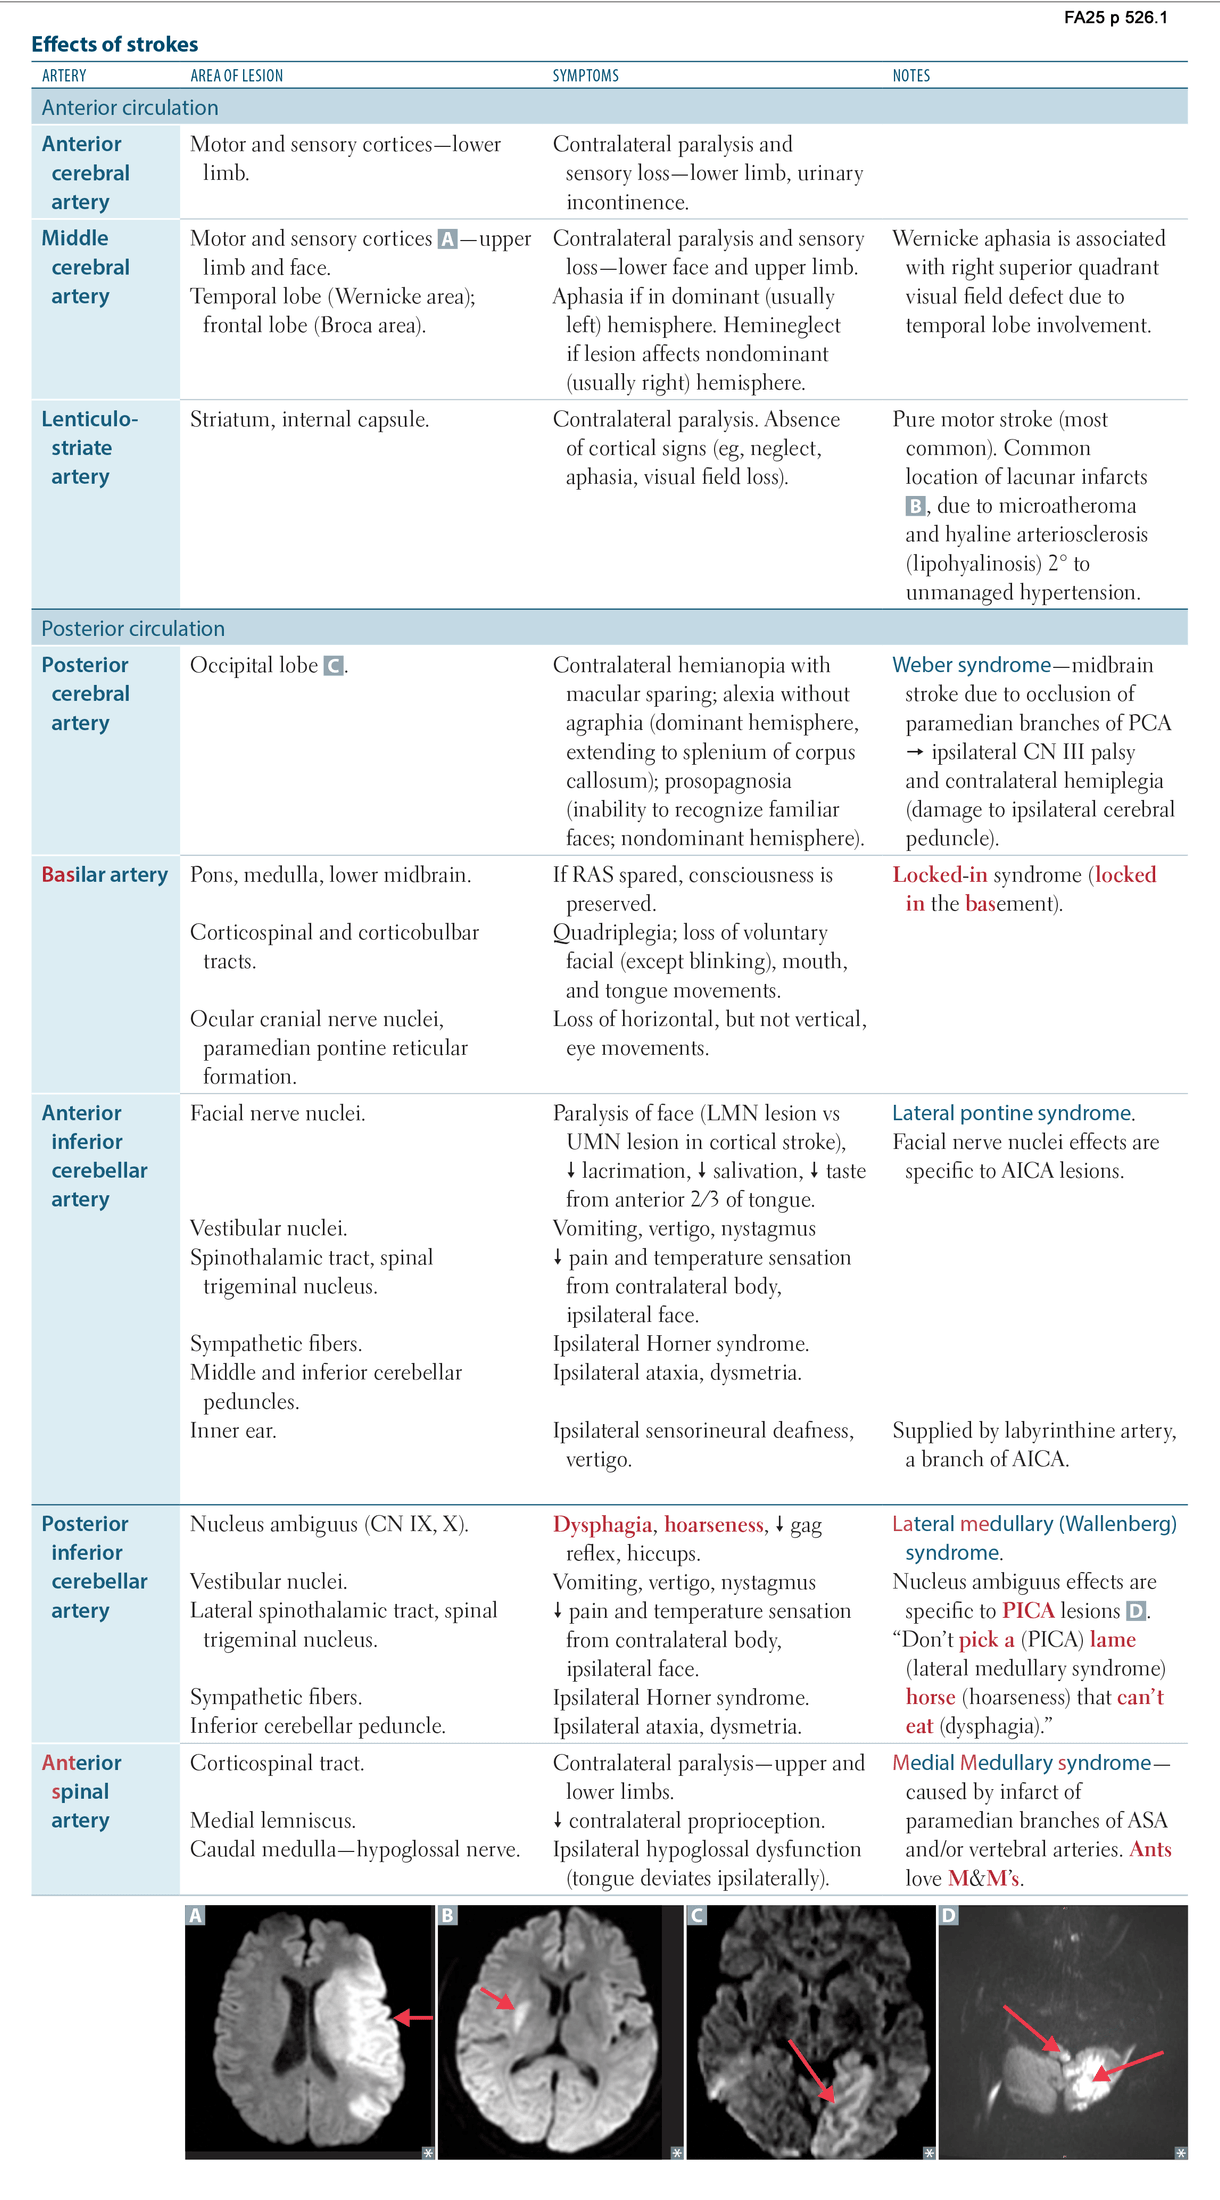 FA25 p 526.1
Effects of strokes
ARTERY AREA OF LESION SYMPTOMS NOTES
Anterior circulation
Anterior
cerebral
artery
Motor and sensory cortices—lower
limb.
Contralateral paralysis and
sensory loss—lower limb, urinary
incontinence.
Middle
cerebral
artery
Motor and sensory cortices A—upper
limb and face.
Temporal lobe (Wernicke area);
frontal lobe (Broca area).
Contralateral paralysis and sensory
loss—lower face and upper limb.
Aphasia if in dominant (usually
left) hemisphere. Hemineglect
if lesion affects nondominant
(usually right) hemisphere.
Wernicke aphasia is associated
with right superior quadrant
visual field defect due to
temporal lobe involvement.
Lenticulo-
striate
artery
Striatum, internal capsule.
Contralateral paralysis. Absence
of cortical signs (eg, neglect,
aphasia, visual field loss).
Pure motor stroke (most
common). Common
location of lacunar infarcts
B, due to microatheroma
and hyaline arteriosclerosis
(lipohyalinosis) 2° to
unmanaged hypertension.
Posterior circulation
Posterior
cerebral
artery
Occipital lobe C.
Contralateral hemianopia with
macular sparing; alexia without
agraphia (dominant hemisphere,
extending to splenium of corpus
callosum); prosopagnosia
(inability to recognize familiar
faces; nondominant hemisphere).
Weber syndrome—midbrain
stroke due to occlusion of
paramedian branches of PCA
→ ipsilateral CN III palsy
and contralateral hemiplegia
(damage to ipsilateral cerebral
peduncle).
Basilar artery
Pons, medulla, lower midbrain.
If RAS spared, consciousness is
preserved.
Locked-in syndrome (locked
in the basement).
Corticospinal and corticobulbar
tracts.
Quadriplegia; loss of voluntary
facial (except blinking), mouth,
and tongue movements.
Ocular cranial nerve nuclei,
paramedian pontine reticular
formation.
Loss of horizontal, but not vertical,
eye movements.
Anterior
inferior
cerebellar
artery
Facial nerve nuclei.
Paralysis of face (LMN lesion vs
UMN lesion in cortical stroke),
↓ lacrimation, ↓ salivation, ↓ taste
from anterior 2/3 of tongue.
Lateral pontine syndrome.
Facial nerve nuclei effects are
specific to AICA lesions.
Vestibular nuclei.
Vomiting, vertigo, nystagmus
Spinothalamic tract, spinal
trigeminal nucleus.
↓ pain and temperature sensation
from contralateral body,
ipsilateral face.
Sympathetic fibers.
Ipsilateral Horner syndrome.
Middle and inferior cerebellar
peduncles.
Ipsilateral ataxia, dysmetria.
Inner ear.
Ipsilateral sensorineural deafness,
vertigo.
Supplied by labyrinthine artery,
a branch of AICA.
Posterior
inferior
cerebellar
artery
Nucleus ambiguus (CN IX, X).
Dysphagia, hoarseness, ↓ gag
reflex, hiccups.
Lateral medullary (Wallenberg)
syndrome.
Nucleus ambiguus effects are
specific to PICA lesions D.
“Don’t pick a (PICA) lame
(lateral medullary syndrome)
horse (hoarseness) that can’t
eat (dysphagia).”
Vestibular nuclei.
Vomiting, vertigo, nystagmus
Lateral spinothalamic tract, spinal
trigeminal nucleus.
↓ pain and temperature sensation
from contralateral body,
ipsilateral face.
Sympathetic fibers.
Ipsilateral Horner syndrome.
Inferior cerebellar peduncle.
Ipsilateral ataxia, dysmetria.
Anterior
spinal
artery
Corticospinal tract.
Contralateral paralysis—upper and
lower limbs.
Medial lemniscus.
↓ contralateral proprioception.
Caudal medulla—hypoglossal nerve.
Ipsilateral hypoglossal dysfunction
(tongue deviates ipsilaterally).
Medial Medullary syndrome—
caused by infarct of
paramedian branches of ASA
and/or vertebral arteries. Ants
love M&M’s.
A B C D
* * * *